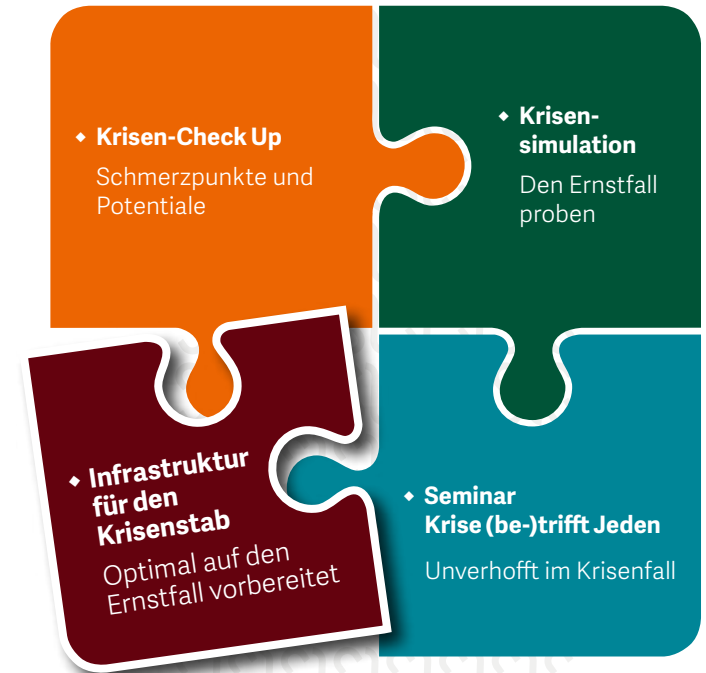 ◆ Krisen-Check Up
Schmerzpunkte und
Potentiale
◆ Krisen-
simulation
Den Ernstfall
proben
◆ Infrastruktur
für den
Krisenstab
Optimal auf den
Ernstfall vorbereitet
◆ Seminar
Krise (be-)trifft Jeden
Unverhofft im Krisenfall